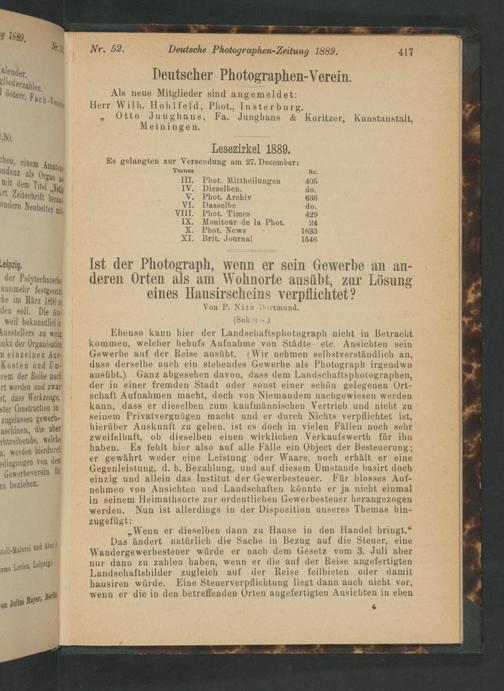 Nr. 52.
Deutsche Photographen-Zeitung 1889.
417
Deutscher Photographen-Verein.
Als neue Mitglieder sind angemeldet:
Herr Wilh. Hohlfeld, Phot., Insterburg.
„ Otto Junghans, Fa. Junghans & Koritzer, Kunstanstalt,
Meiningen.
Lesezirkel 1889.
Es gelangten zur Versendung am 27. December:
Turnus Nr.
III. Phot. Mittheilungen 405
IV. Dieselben. do.
V. Phot. Archiv 636
VI. Dasselbe do.
VIII. Phot. Times 429
IX. Moniteur de la Phot. 24
X. Phot. News 1633
XI. Brit. Journal 1546
Ist der Photograph, wenn er sein Gewerbe an an-
deren Orten als am Wohnorte ausübt, zur Lösung
eines Hausirscheins verpflichtet?
Von P. Nitz-Dortmund.
Ebenso kann hier der Landschaftsphotograph nicht in Betracht
kommen, welcher behufs Aufnahme von Städte- etc. Ansichten sein
Gewerbe auf der Reise ausübt. (Wir nehmen selbstverständlich an,
dass derselbe auch ein stehendes Gewerbe als Photograph irgendwo
ausübt.) Ganz abgesehen davon, dass dem Landschaftsphotographen,
der in einer fremden Stadt oder sonst einer schön gelegenen Ort-
schaft Aufnahmen macht, doch von Niemandem nachgewiesen werden
kann, dass er dieselben zum kaufmännischen Vertrieb und nicht zu
seinem Privatvergnügen macht und er durch Nichts verpflichtet ist,
hierüber Auskunft zu geben, ist es doch in vielen Fällen noch sehr
zweifelhaft, ob dieselben einen wirklichen Verkaufswerth für ihn
haben. Es fehlt hier also auf alle Fälle ein Object der Besteuerung;
er gewährt weder eine Leistung oder Waare, noch erhält er eine
Gegenleistung, d. h. Bezahlung, und auf diesem Umstande basirt doch
einzig und allein das Institut der Gewerbesteuer. Für blosses Auf-
nehmen von Ansichten und Landschaften könnte er ja nicht einmal
in seinem Heimathsorte zur ordentlichen Gewerbesteuer herangezogen
werden. Nun ist allerdings in der Disposition unseres Themas hin-
zugefügt:
„Wenn er dieselben dann zu Hause in den Handel bringt.“
Das ändert natürlich die Sache in Bezug auf die Steuer, eine
Wandergewerbesteuer würde er nach dem Gesetz vom 3. Juli aber
nur dann zu zahlen haben, wenn er die auf der Reise angefertigten
Landschaftsbilder zugleich auf der Reise feilbieten oder damit
hausiren würde. Eine Steuerverpflichtung liegt dann auch nicht vor,
wenn er die in den betreffenden Orten angefertigten Ansichten in eben
4